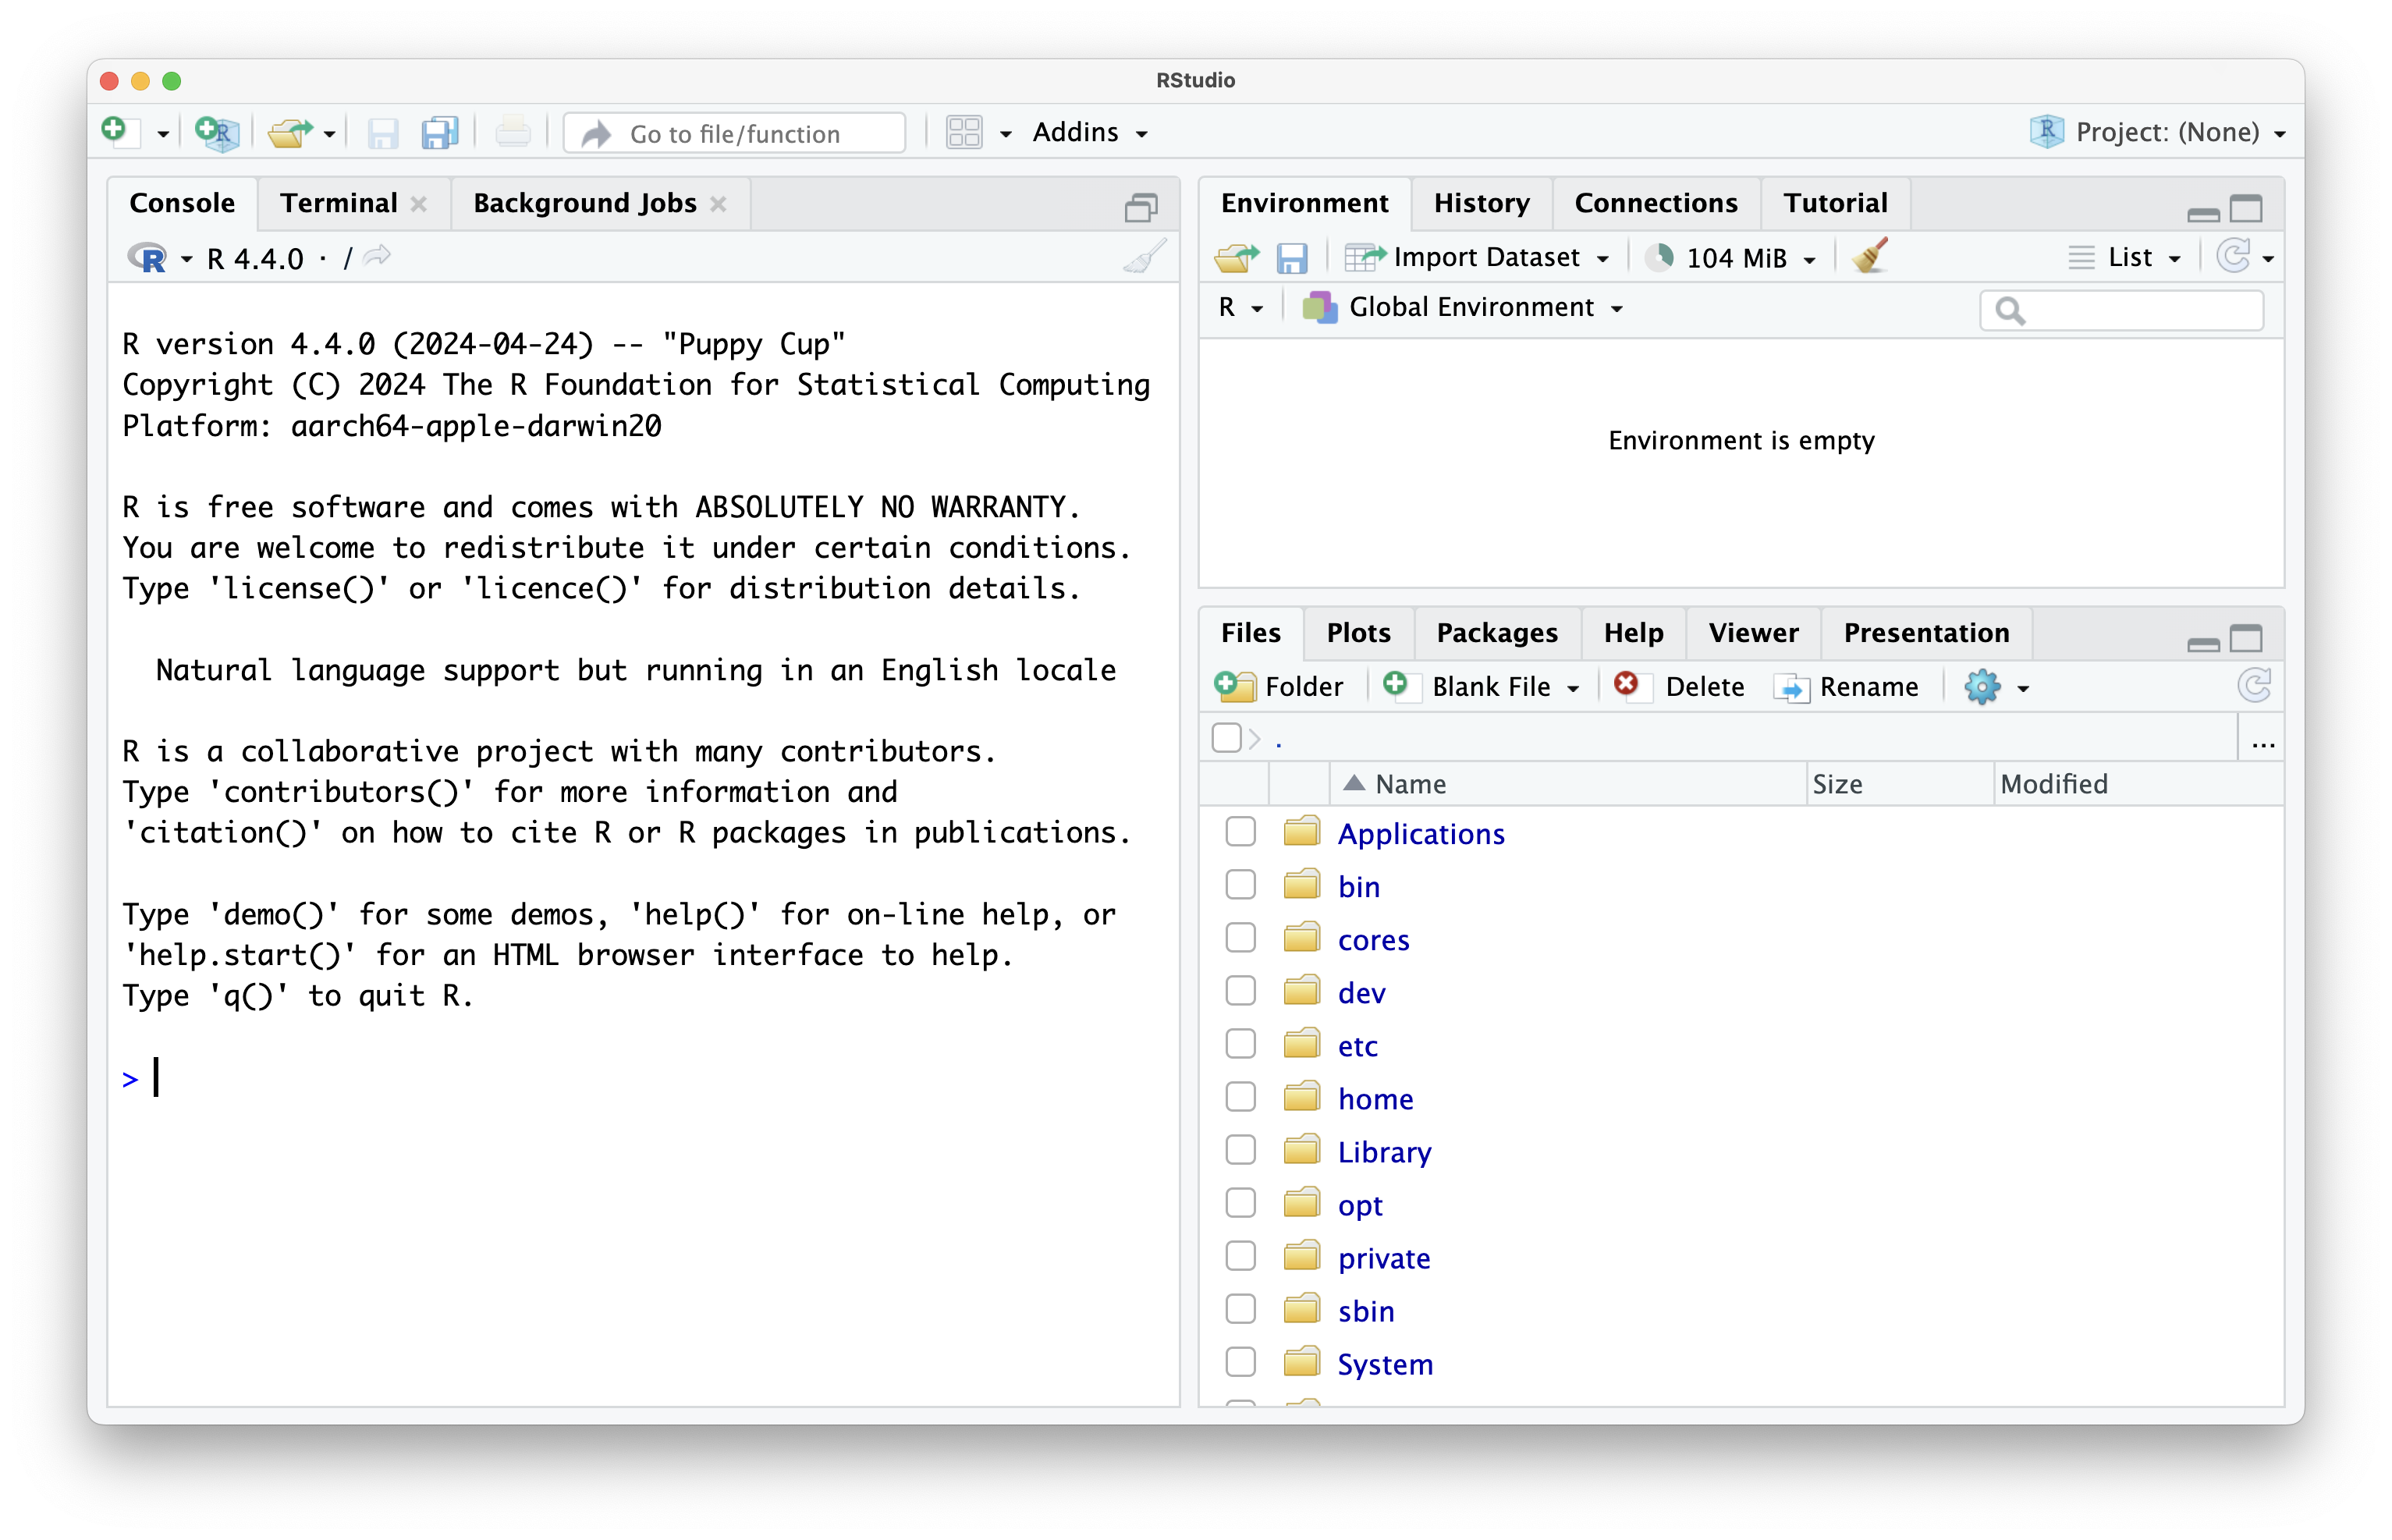 RStudio
Go to file/function
Addins
Project: (None)
Console
Terminal
Background Jobs
R 4.4.0 · /
R version 4.4.0 (2024-04-24) -- "Puppy Cup"
Copyright (C) 2024 The R Foundation for Statistical Computing
Platform: aarch64-apple-darwin20
R is free software and comes with ABSOLUTELY NO WARRANTY.
You are welcome to redistribute it under certain conditions.
Type 'license()' or 'licence()' for distribution details.
Natural language support but running in an English locale
R is a collaborative project with many contributors.
Type 'contributors()' for more information and
'citation()' on how to cite R or R packages in publications.
Type 'demo()' for some demos, 'help()' for on-line help, or
'help.start()' for an HTML browser interface to help.
Type 'q()' to quit R.
>
Environment
History
Connections
Tutorial
Import Dataset
104 MiB
List
R
Global Environment
Environment is empty
Files
Plots
Packages
Help
Viewer
Presentation
Folder
Blank File
Delete
Rename
.
...
Name
Size
Modified
Applications
bin
cores
dev
etc
home
Library
opt
private
sbin
System